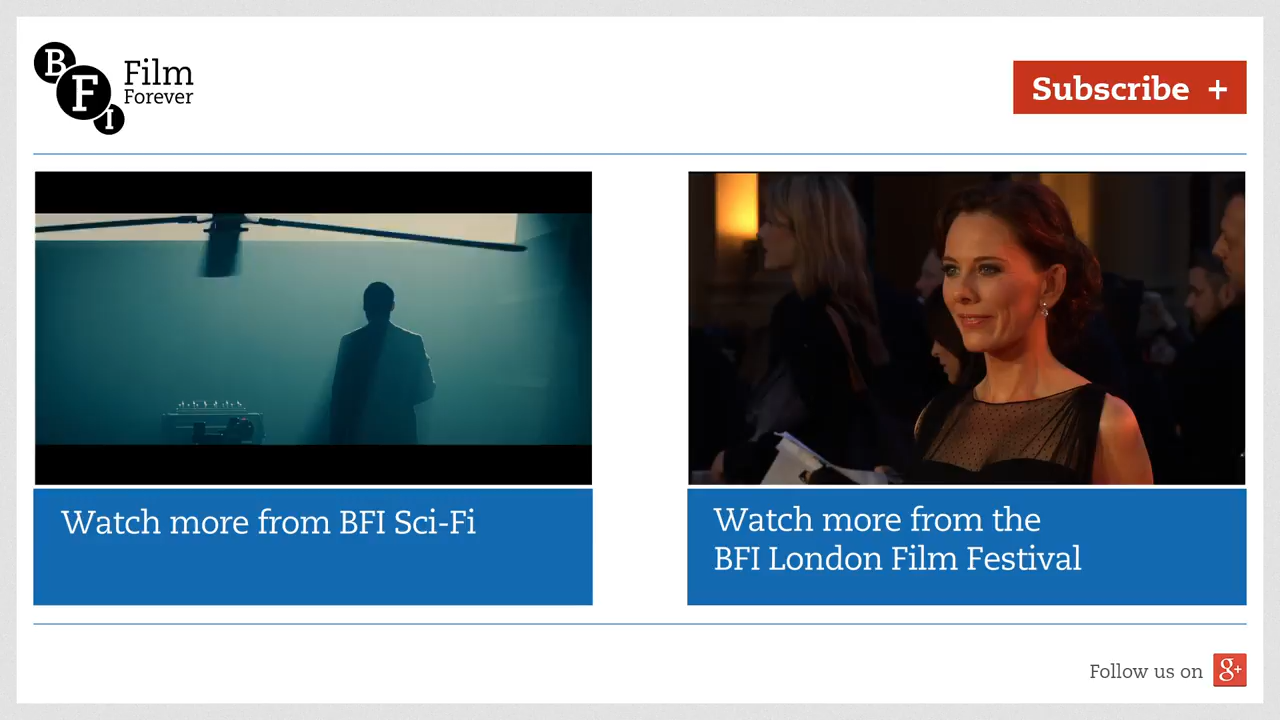 BFI
Film
Forever
Subscribe +
Watch more from BFI Sci-Fi
Watch more from the
BFI London Film Festival
Follow us on g+